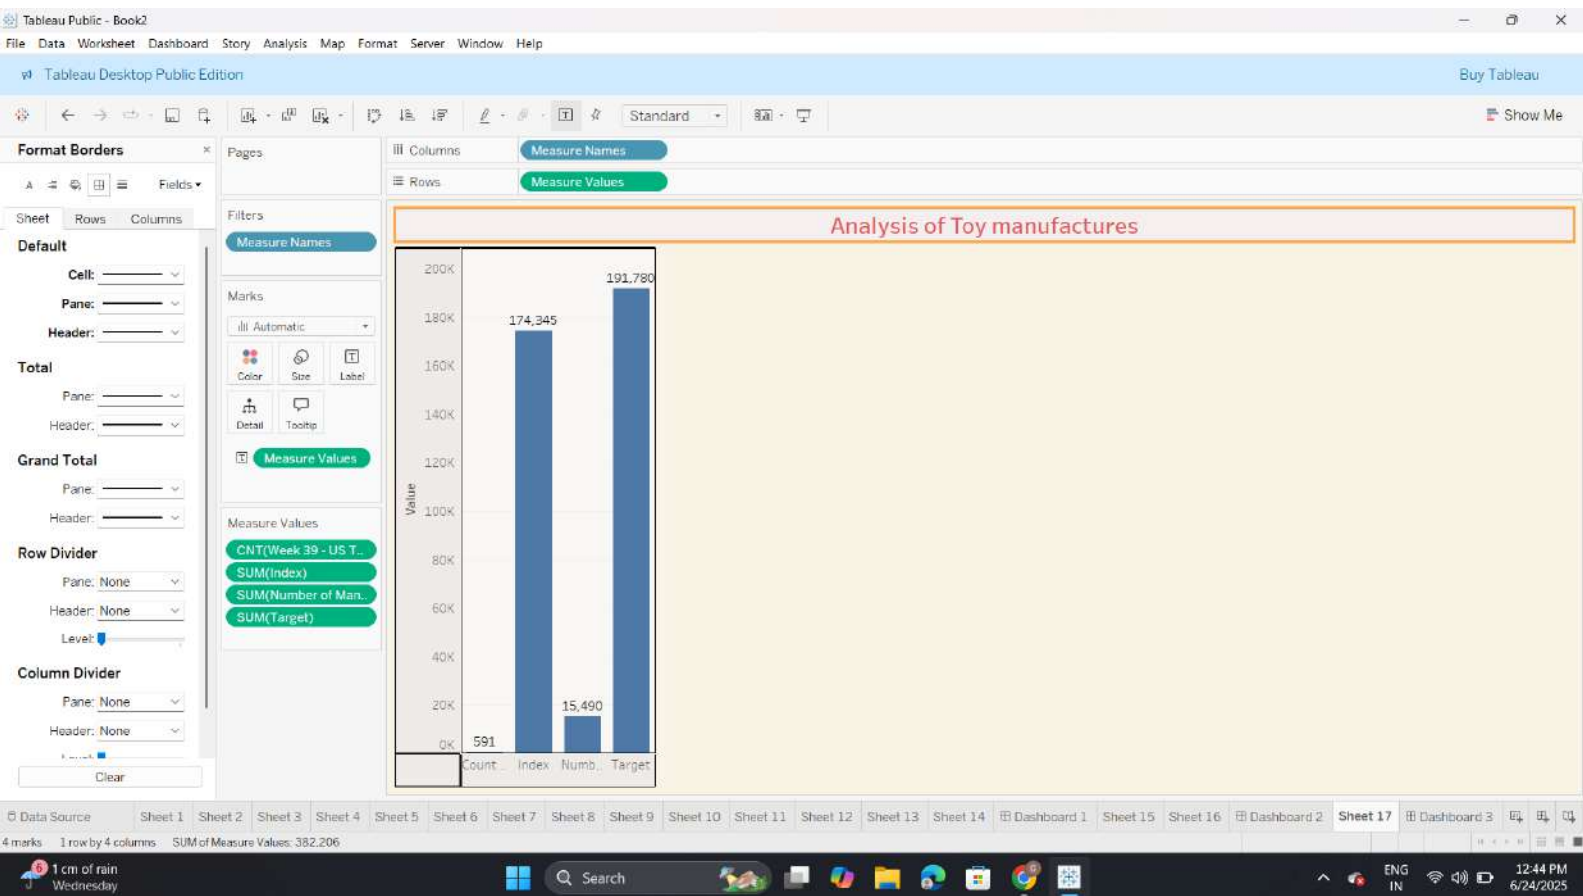 Tableau Public - Book2
File Data Worksheet Dashboard Story Analysis Map Format Server Window Help
Tableau Desktop Public Edition Buy Tableau
Standard Show Me
Format Borders
Fields
Sheet Rows Columns
Default
Cell:
Pane:
Header:
Total
Pane:
Header:
Grand Total
Pane:
Header:
Row Divider
Pane: None
Header: None
Level:
Column Divider
Pane: None
Header: None
Clear
Pages
Filters
Measure Names
Marks
Automatic
Color Size Label
Detail Tooltip
Measure Values
Measure Values
CNT(Week 39 - US T..
SUM(Index)
SUM(Number of Man..
SUM(Target)
Columns Measure Names
Rows Measure Values
Analysis of Toy manufactures
200K
180K
160K
140K
120K
100K
80K
60K
40K
20K
0K
Value
591
174,345
15,490
191,780
Count .. Index Numb.. Target
Data Source Sheet 1 Sheet 2 Sheet 3 Sheet 4 Sheet 5 Sheet 6 Sheet 7 Sheet 8 Sheet 9 Sheet 10 Sheet 11 Sheet 12 Sheet 13 Sheet 14 Dashboard 1 Sheet 15 Sheet 16 Dashboard 2 Sheet 17 Dashboard 3
4 marks 1 row by 4 columns SUM of Measure Values: 382,206
6
1 cm of rain
Wednesday
Search
ENG
IN
12:44 PM
6/24/2025